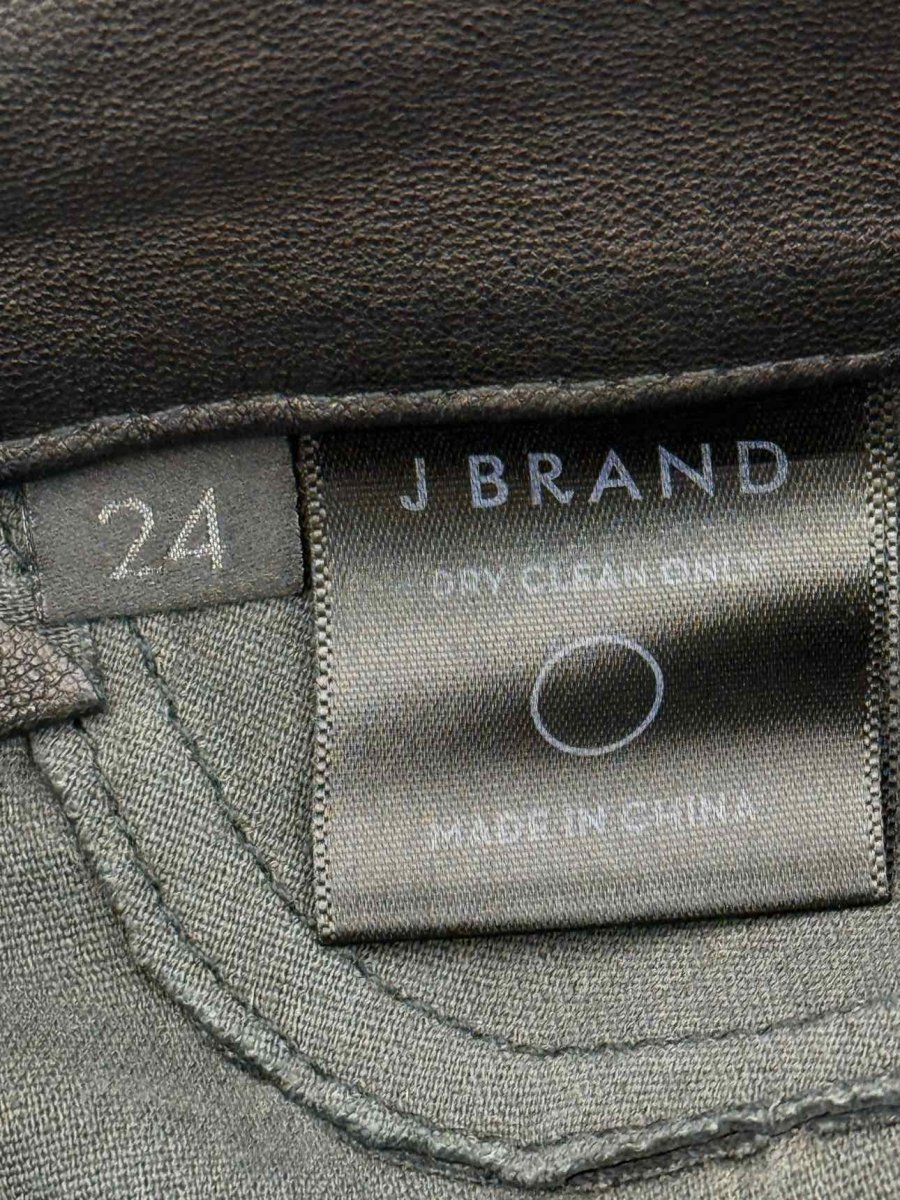 24
J BRAND
DRY CLEAN ONLY
MADE IN CHINA